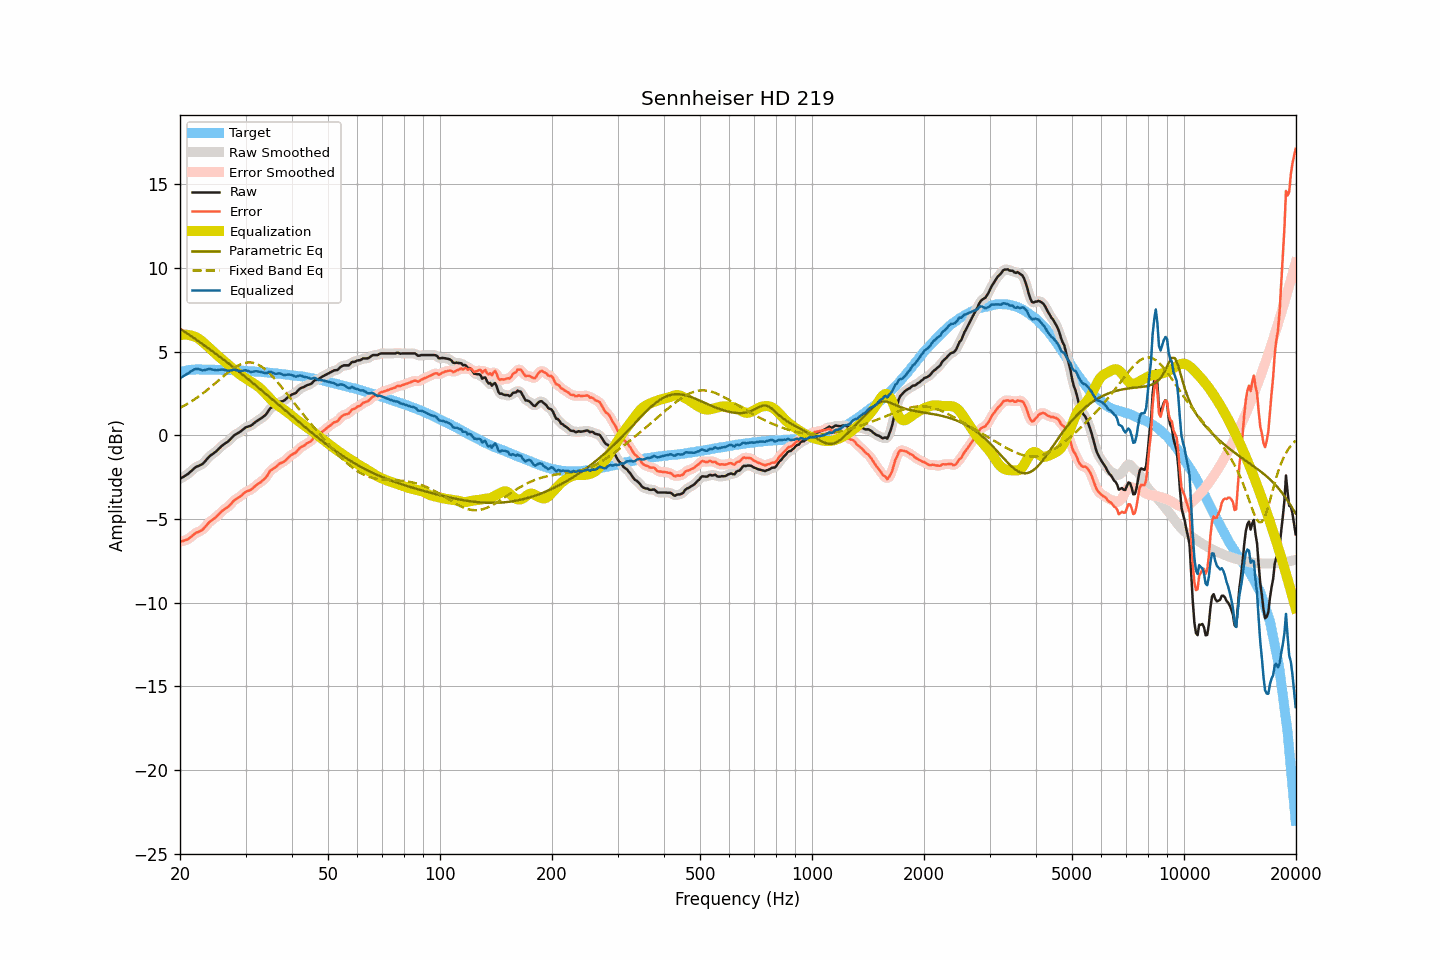 Sennheiser HD 219
Target
Raw Smoothed
Error Smoothed
Raw
Error
Equalization
Parametric Eq
Fixed Band Eq
Equalized
15
10
5
0
−5
−10
−15
−20
−25
Amplitude (dBr)
20
50
100
200
500
1000
2000
5000
10000
20000
Frequency (Hz)